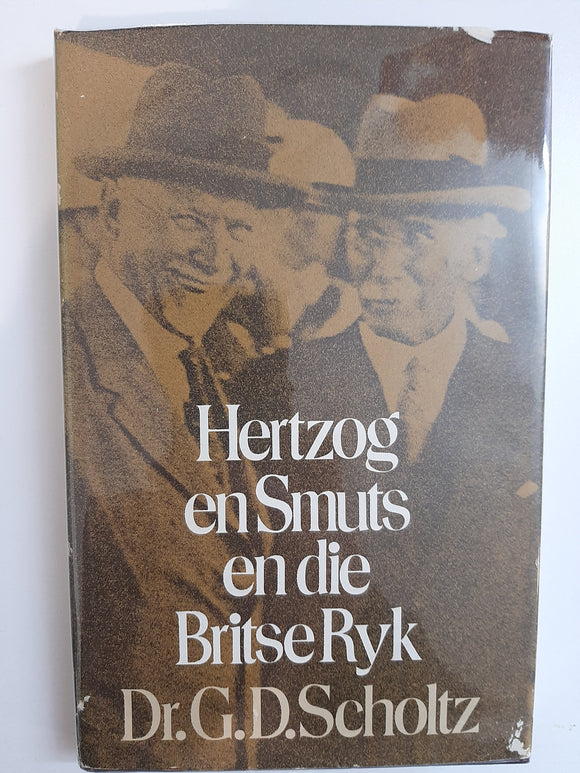 Hertzog
en Smuts
en die
Britse Ryk
Dr. G. D. Scholtz